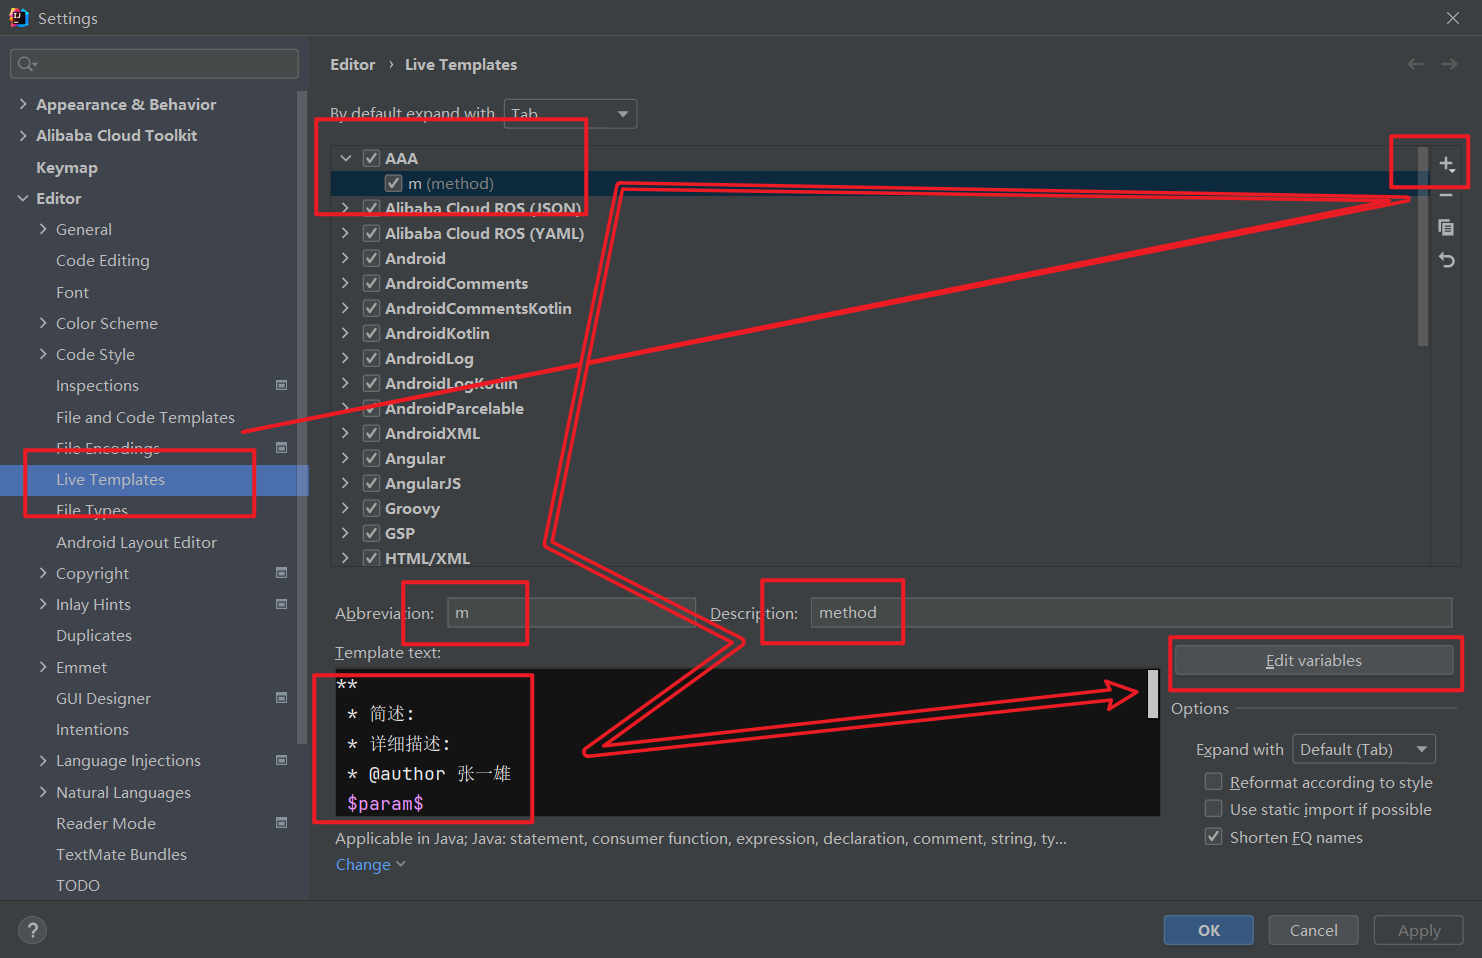 Settings
Appearance & Behavior
Alibaba Cloud Toolkit
Keymap
Editor
General
Code Editing
Font
Color Scheme
Code Style
Inspections
File and Code Templates
File Encodings
Live Templates
File Types
Android Layout Editor
Copyright
Inlay Hints
Duplicates
Emmet
GUI Designer
Intentions
Language Injections
Natural Languages
Reader Mode
TextMate Bundles
TODO
Editor › Live Templates
By default expand with Tab
AAA
m (method)
Alibaba Cloud ROS (JSON)
Alibaba Cloud ROS (YAML)
Android
AndroidComments
AndroidCommentsKotlin
AndroidKotlin
AndroidLog
AndroidLogKotlin
AndroidParcelable
AndroidXML
Angular
AngularJS
Groovy
GSP
HTML/XML
Abbreviation: m Description: method
Template text:
**
* 简述:
* 详细描述:
* @author 张一雄
$param$
Edit variables
Options
Expand with Default (Tab)
Reformat according to style
Use static import if possible
Shorten FQ names
Applicable in Java; Java: statement, consumer function, expression, declaration, comment, string, ty...
Change
? OK Cancel Apply